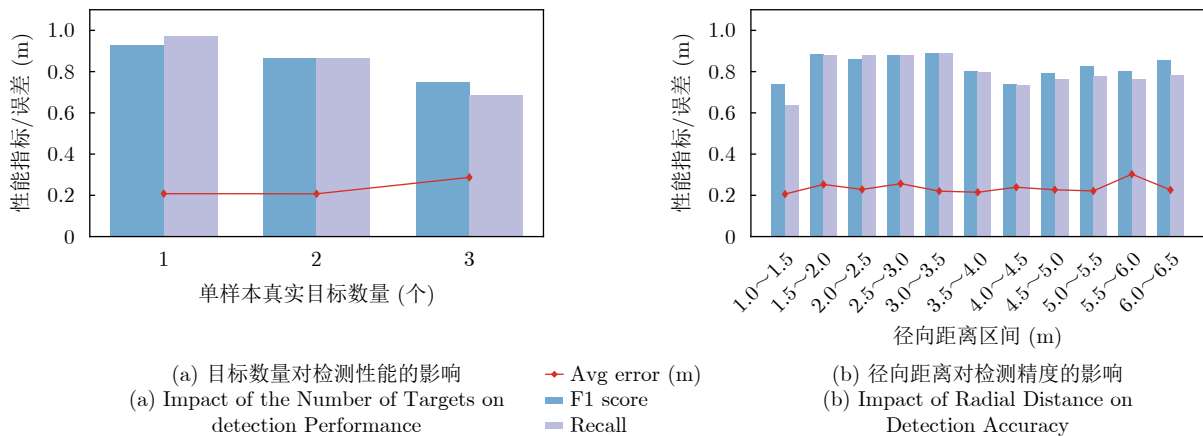 性能指标/误差 (m)
1.0
0.8
0.6
0.4
0.2
0
1
2
3
单样本真实目标数量 (个)
(a) 目标数量对检测性能的影响
(a) Impact of the Number of Targets on
detection Performance
Avg error (m)
F1 score
Recall
性能指标/误差 (m)
1.0
0.8
0.6
0.4
0.2
0
1.0～1.5
1.5～2.0
2.0～2.5
2.5～3.0
3.0～3.5
3.5～4.0
4.0～4.5
4.5～5.0
5.0～5.5
5.5～6.0
6.0～6.5
径向距离区间 (m)
(b) 径向距离对检测精度的影响
(b) Impact of Radial Distance on
Detection Accuracy